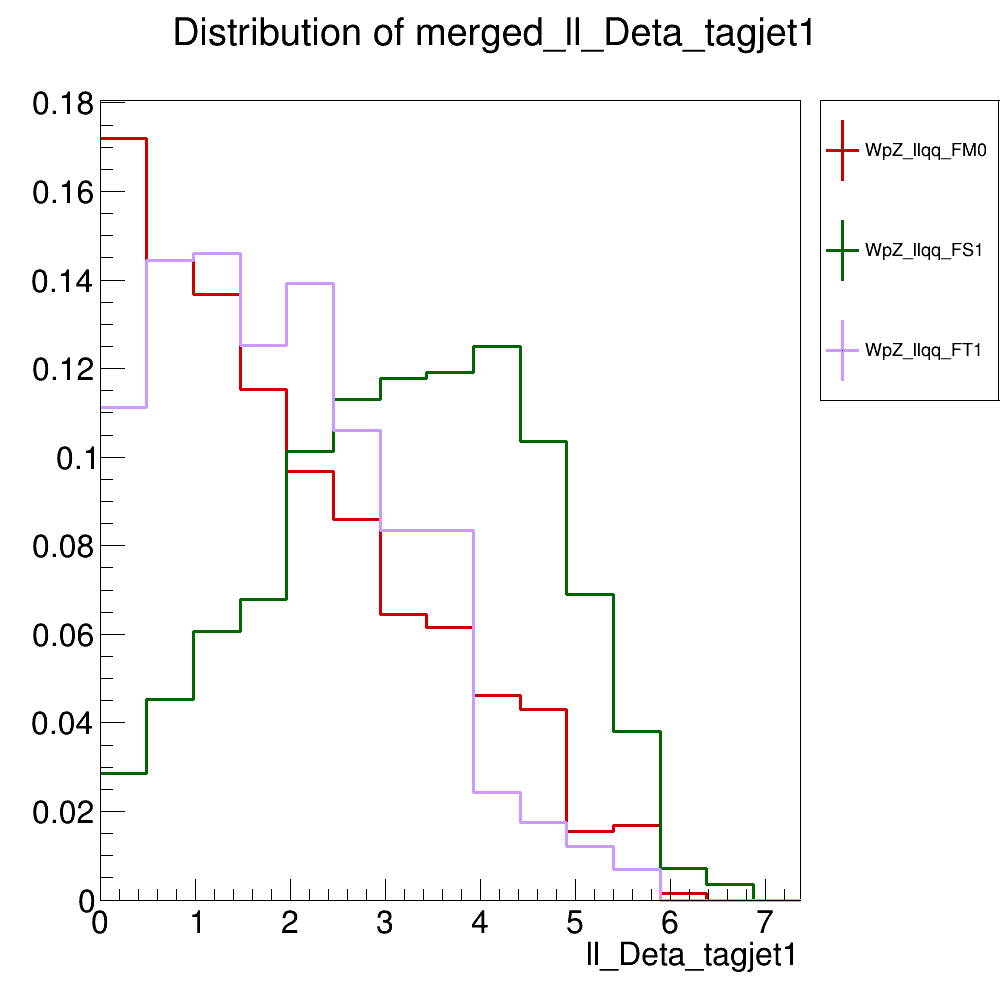 Distribution of merged_ll_Deta_tagjet1
0.18
0.16
0.14
0.12
0.1
0.08
0.06
0.04
0.02
0
0 1 2 3 4 5 6 7
ll_Deta_tagjet1
WpZ_llqq_FM0
WpZ_llqq_FS1
WpZ_llqq_FT1